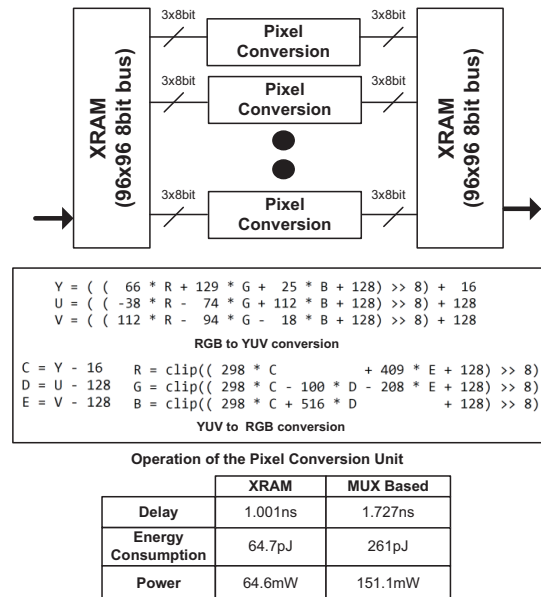 3x8bit
Pixel
Conversion
3x8bit
3x8bit
Pixel
Conversion
3x8bit
XRAM
(96x96 8bit bus)
XRAM
(96x96 8bit bus)
3x8bit
Pixel
Conversion
3x8bit
Y = ( ( 66 * R + 129 * G + 25 * B + 128) >> 8) + 16
U = ( ( -38 * R - 74 * G + 112 * B + 128) >> 8) + 128
V = ( ( 112 * R - 94 * G - 18 * B + 128) >> 8) + 128
RGB to YUV conversion
C = Y - 16 R = clip(( 298 * C + 409 * E + 128) >> 8)
D = U - 128 G = clip(( 298 * C - 100 * D - 208 * E + 128) >> 8)
E = V - 128 B = clip(( 298 * C + 516 * D + 128) >> 8)
YUV to RGB conversion
Operation of the Pixel Conversion Unit
XRAM MUX Based
Delay 1.001ns 1.727ns
Energy
Consumption 64.7pJ 261pJ
Power 64.6mW 151.1mW